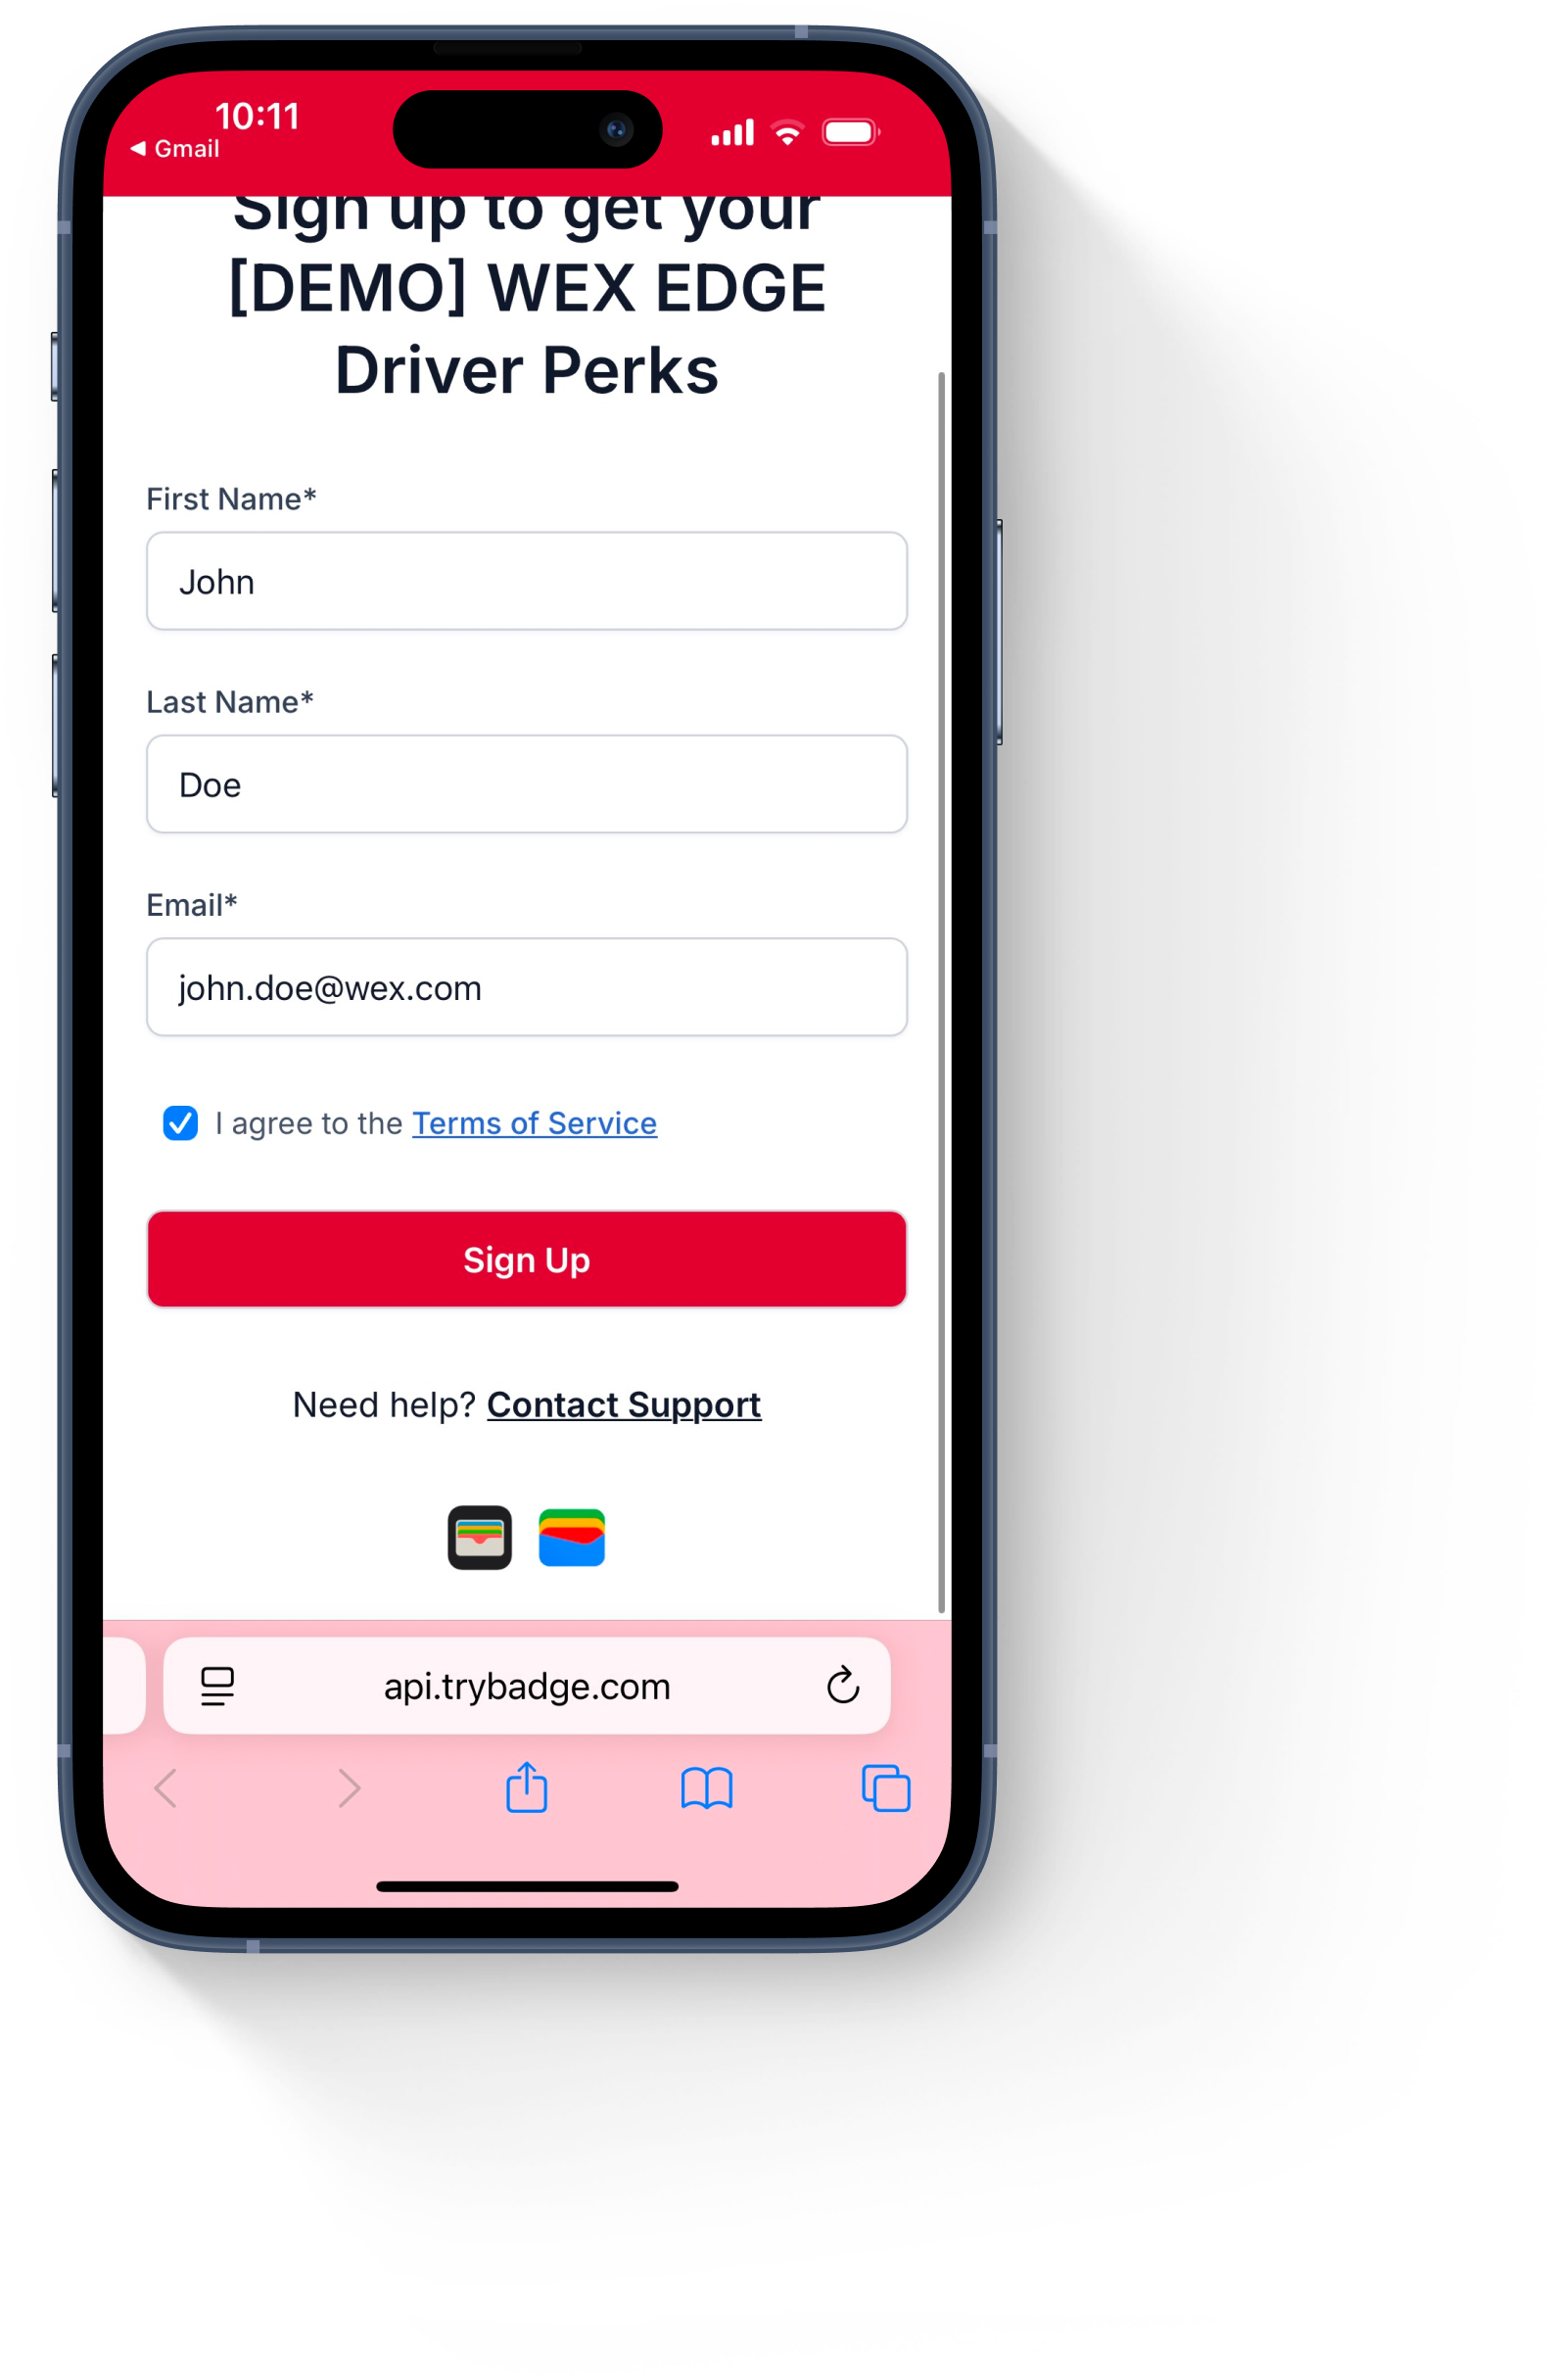 10:11
Gmail
Sign up to get your
[DEMO] WEX EDGE
Driver Perks
First Name*
John
Last Name*
Doe
Email*
john.doe@wex.com
I agree to the Terms of Service
Sign Up
Need help? Contact Support
api.trybadge.com